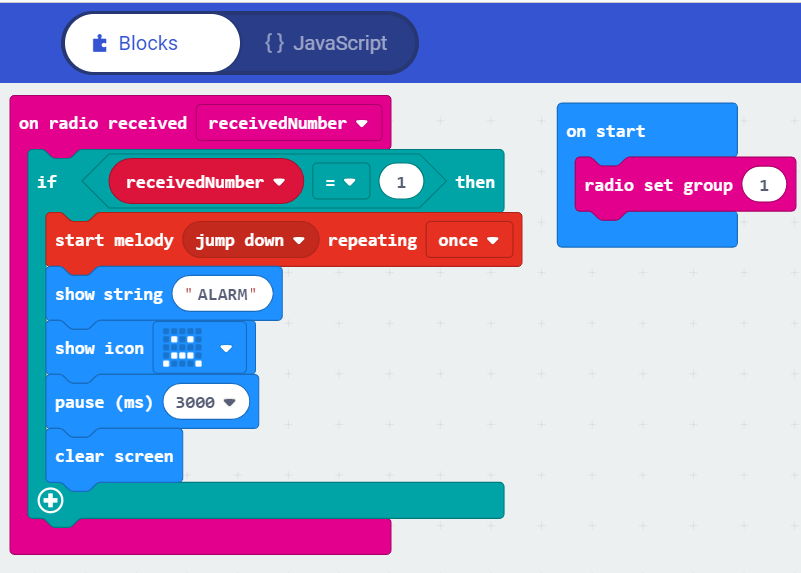 Blocks
{ } JavaScript
on radio received receivedNumber
on start
if receivedNumber = 1 then
radio set group 1
start melody jump down repeating once
show string "ALARM"
show icon
pause (ms) 3000
clear screen